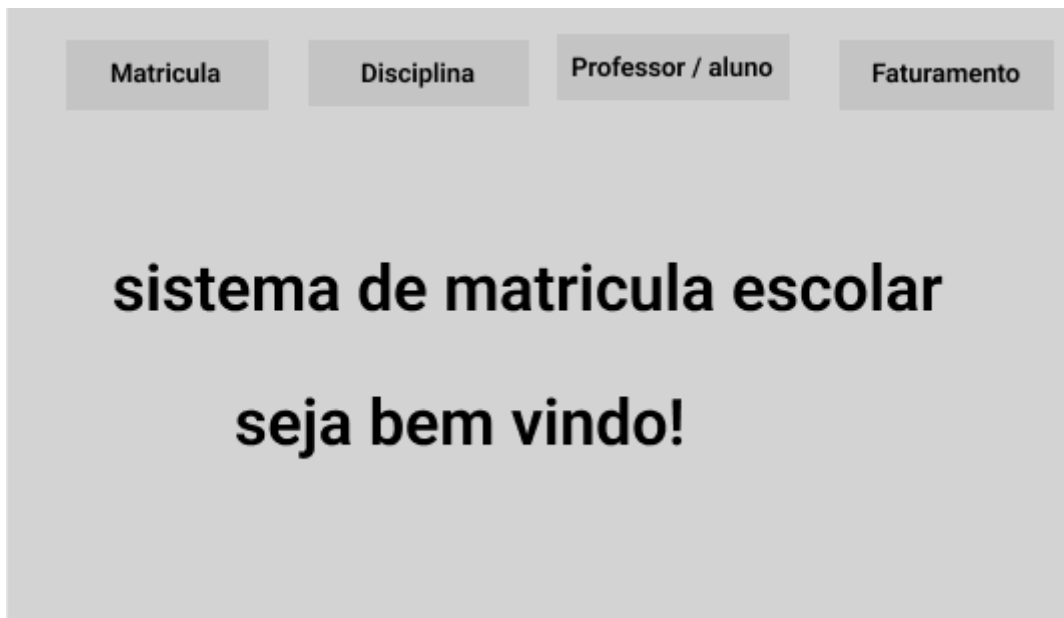 Matricula Disciplina Professor / aluno Faturamento
sistema de matricula escolar
seja bem vindo!